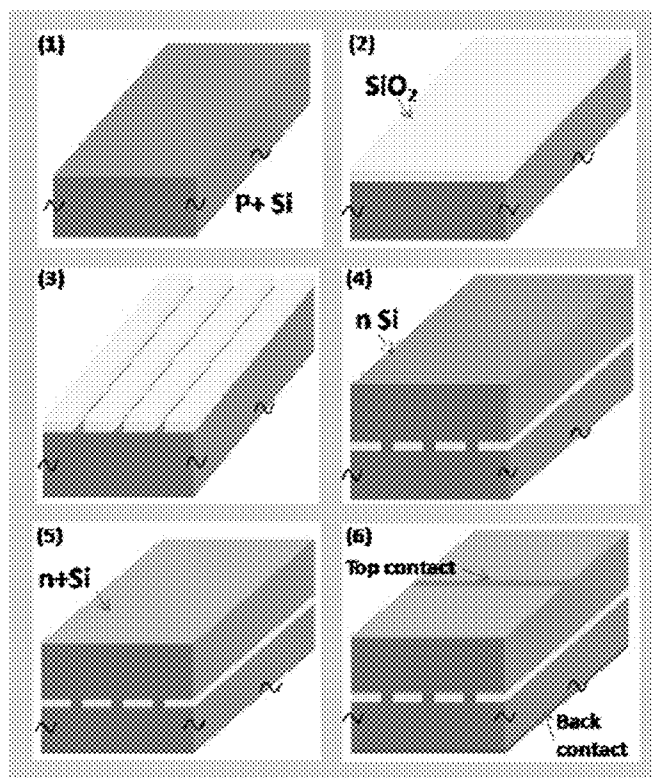 (1)
P+ Si
(2)
SiO2
(3)
(4)
n Si
(5)
n+Si
(6)
Top contact
Back
contact